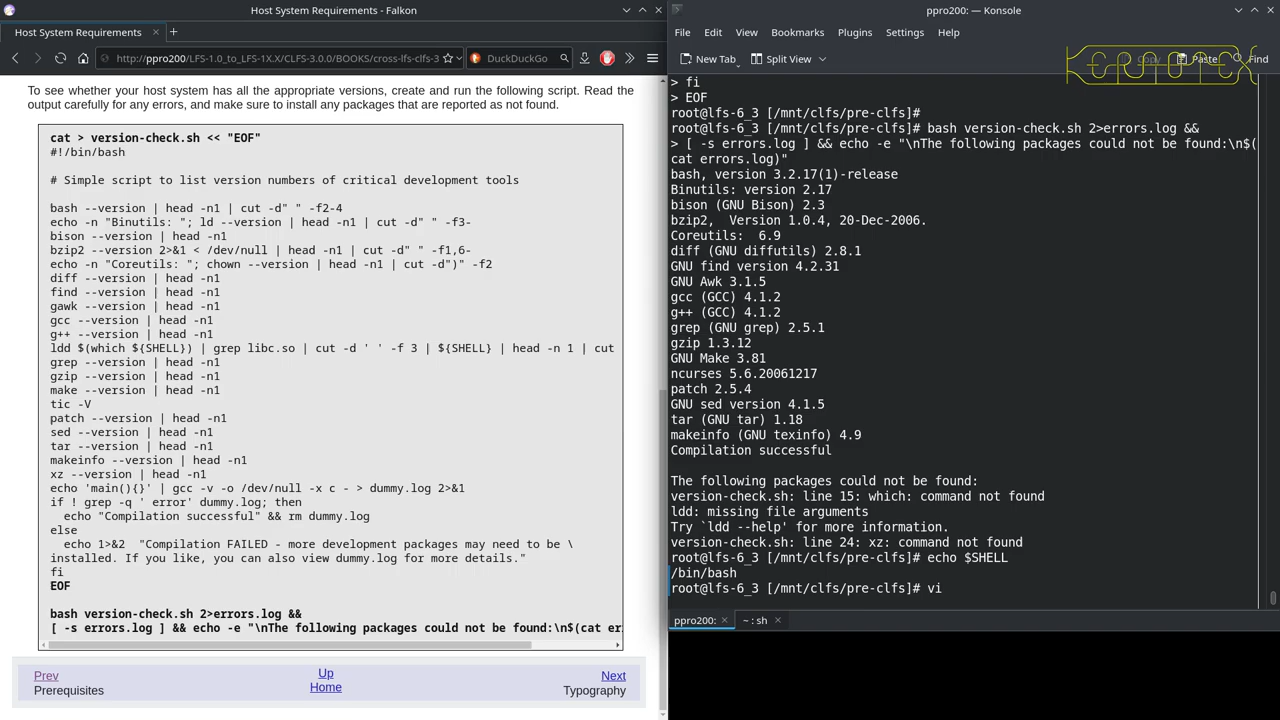 Host System Requirements - Falkon
Host System Requirements
http://ppro200/LFS-1.0_to_LFS-1X.X/CLFS-3.0.0/BOOKS/cross-lfs-clfs-3
DuckDuckGo
To see whether your host system has all the appropriate versions, create and run the following script. Read the
output carefully for any errors, and make sure to install any packages that are reported as not found.
cat > version-check.sh << "EOF"
#!/bin/bash
# Simple script to list version numbers of critical development tools
bash --version | head -n1 | cut -d" " -f2-4
echo -n "Binutils: "; ld --version | head -n1 | cut -d" " -f3-
bison --version | head -n1
bzip2 --version 2>&1 < /dev/null | head -n1 | cut -d" " -f1,6-
echo -n "Coreutils: "; chown --version | head -n1 | cut -d")" -f2
diff --version | head -n1
find --version | head -n1
gawk --version | head -n1
gcc --version | head -n1
g++ --version | head -n1
ldd $(which ${SHELL}) | grep libc.so | cut -d ' ' -f 3 | ${SHELL} | head -n 1 | cut
grep --version | head -n1
gzip --version | head -n1
make --version | head -n1
tic -V
patch --version | head -n1
sed --version | head -n1
tar --version | head -n1
makeinfo --version | head -n1
xz --version | head -n1
echo 'main(){}' | gcc -v -o /dev/null -x c - > dummy.log 2>&1
if ! grep -q ' error' dummy.log; then
  echo "Compilation successful" && rm dummy.log
else
  echo 1>&2  "Compilation FAILED - more development packages may need to be \
installed. If you like, you can also view dummy.log for more details."
fi
EOF
bash version-check.sh 2>errors.log &&
[ -s errors.log ] && echo -e "\nThe following packages could not be found:\n$(cat er
Prev
Prerequisites
Up
Home
Next
Typography
ppro200: — Konsole
File Edit View Bookmarks Plugins Settings Help
New Tab Split View Copy Paste Find
> fi
> EOF
root@lfs-6_3 [/mnt/clfs/pre-clfs]#
root@lfs-6_3 [/mnt/clfs/pre-clfs]# bash version-check.sh 2>errors.log &&
> [ -s errors.log ] && echo -e "\nThe following packages could not be found:\n$(
cat errors.log)"
bash, version 3.2.17(1)-release
Binutils: version 2.17
bison (GNU Bison) 2.3
bzip2,  Version 1.0.4, 20-Dec-2006.
Coreutils:  6.9
diff (GNU diffutils) 2.8.1
GNU find version 4.2.31
GNU Awk 3.1.5
gcc (GCC) 4.1.2
g++ (GCC) 4.1.2
grep (GNU grep) 2.5.1
gzip 1.3.12
GNU Make 3.81
ncurses 5.6.20061217
patch 2.5.4
GNU sed version 4.1.5
tar (GNU tar) 1.18
makeinfo (GNU texinfo) 4.9
Compilation successful
The following packages could not be found:
version-check.sh: line 15: which: command not found
ldd: missing file arguments
Try `ldd --help' for more information.
version-check.sh: line 24: xz: command not found
root@lfs-6_3 [/mnt/clfs/pre-clfs]# echo $SHELL
/bin/bash
root@lfs-6_3 [/mnt/clfs/pre-clfs]# vi
ppro200: ~ : sh